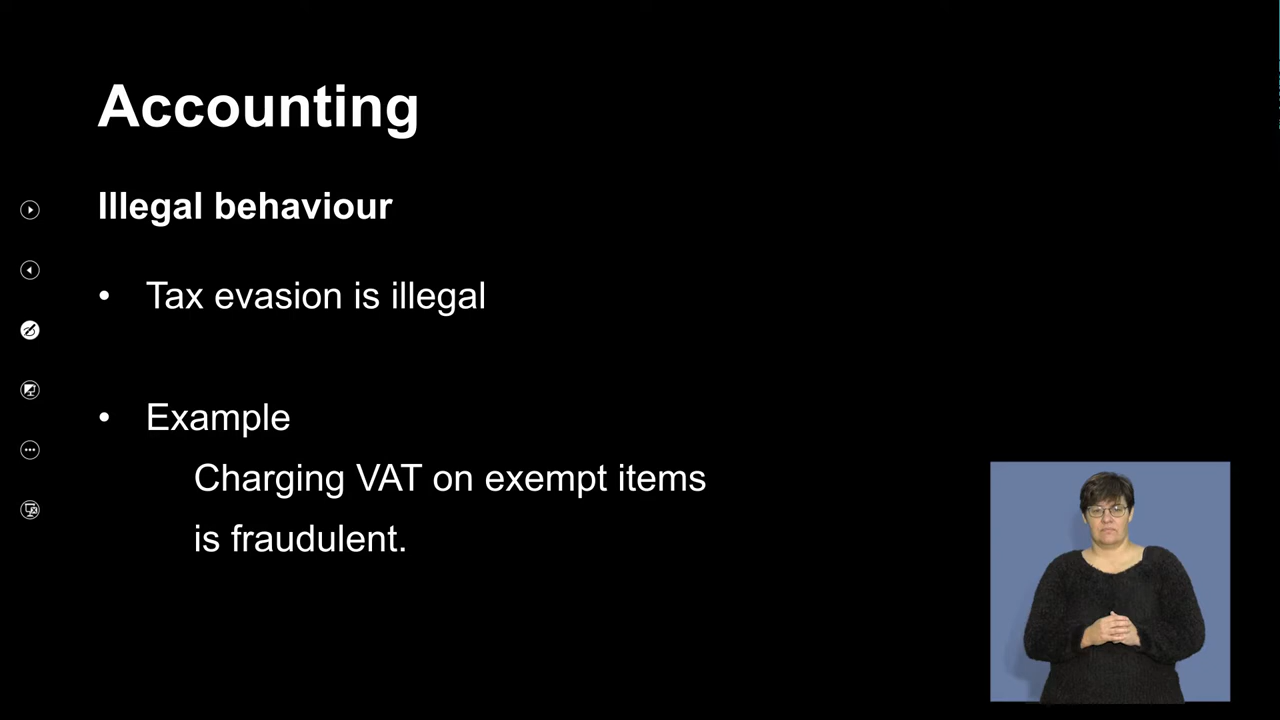 Accounting
Illegal behaviour
• Tax evasion is illegal
• Example
Charging VAT on exempt items
is fraudulent.